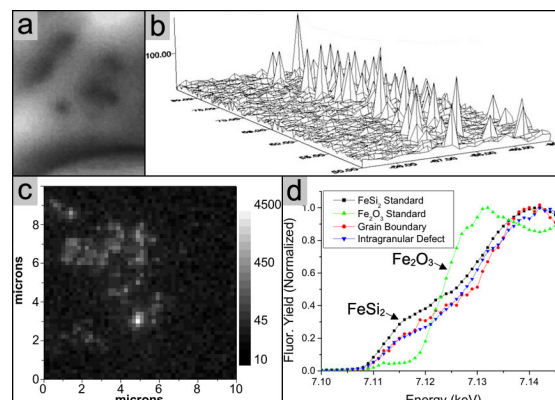 a
b
100.00
c
4500
450
45
10
8
6
4
2
0
microns
0 2 4 6 8 10
microns
d
FeSi2 Standard
Fe2O3 Standard
Grain Boundary
Intragranular Defect
Fe2O3
FeSi2
1.0
0.8
0.6
0.4
0.2
0.0
Fluor. Yield (Normalized)
7.10 7.11 7.12 7.13 7.14
Energy (keV)